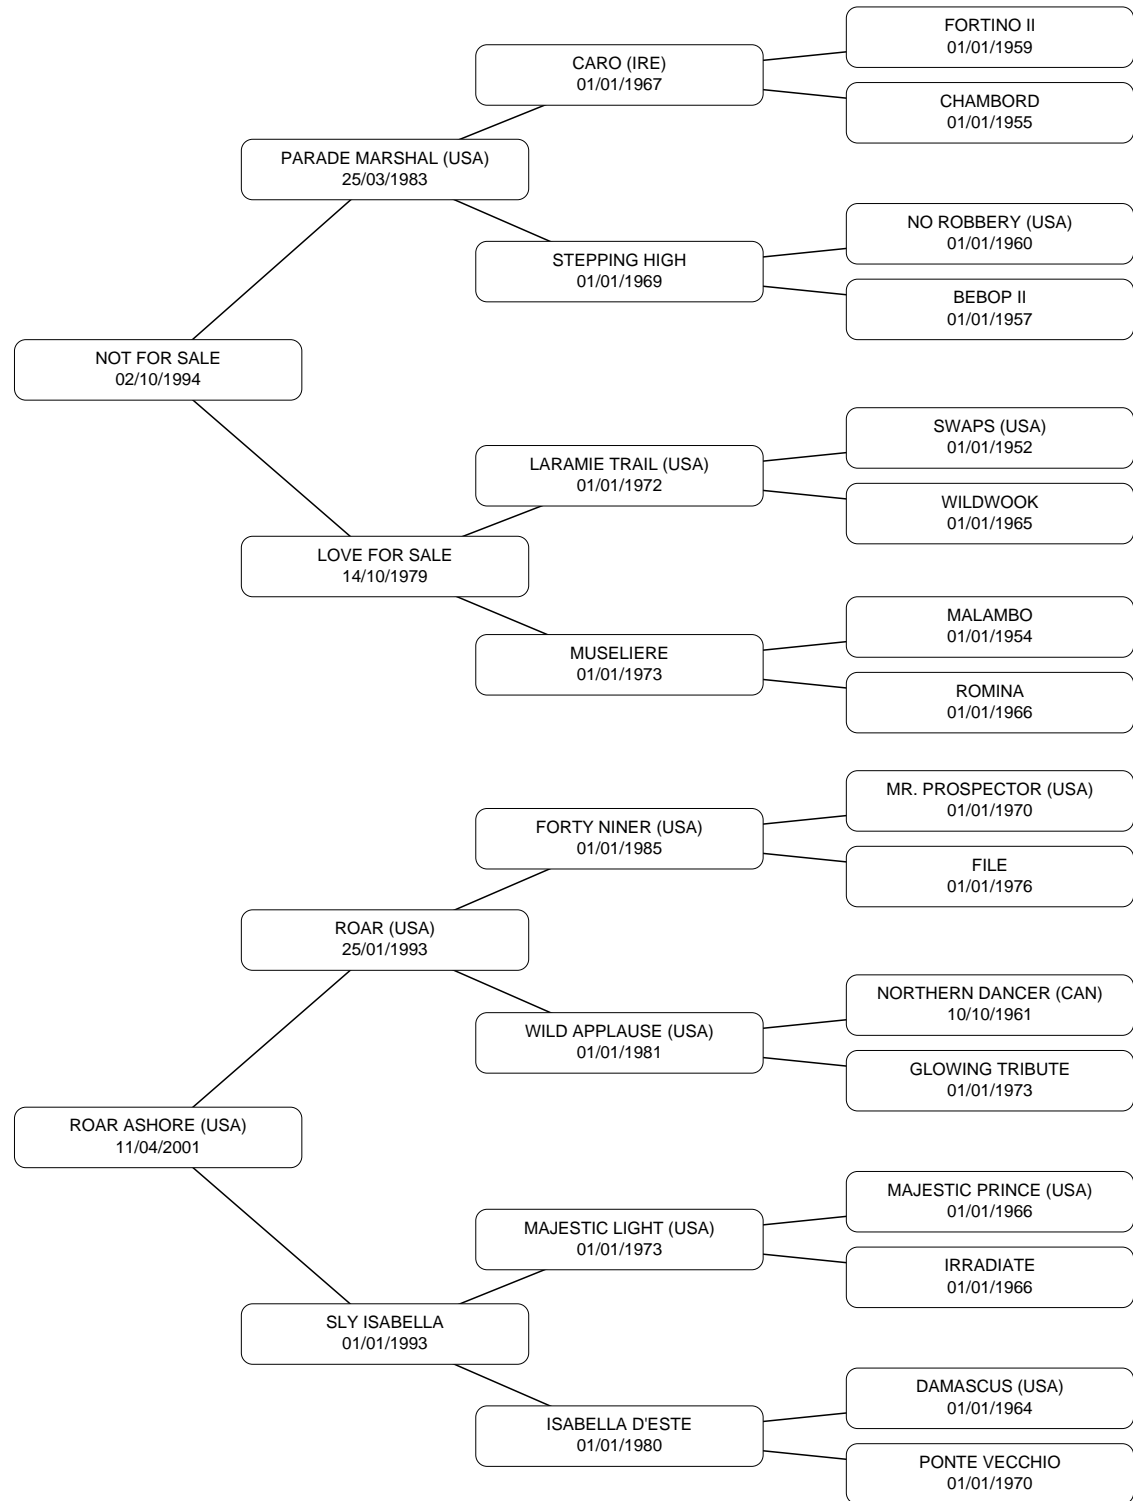 FORTINO II
01/01/1959
CARO (IRE)
01/01/1967
CHAMBORD
01/01/1955
PARADE MARSHAL (USA)
25/03/1983
NO ROBBERY (USA)
01/01/1960
STEPPING HIGH
01/01/1969
BEBOP II
01/01/1957
NOT FOR SALE
02/10/1994
SWAPS (USA)
01/01/1952
LARAMIE TRAIL (USA)
01/01/1972
WILDWOOK
01/01/1965
LOVE FOR SALE
14/10/1979
MALAMBO
01/01/1954
MUSELIERE
01/01/1973
ROMINA
01/01/1966
MR. PROSPECTOR (USA)
01/01/1970
FORTY NINER (USA)
01/01/1985
FILE
01/01/1976
ROAR (USA)
25/01/1993
NORTHERN DANCER (CAN)
10/10/1961
WILD APPLAUSE (USA)
01/01/1981
GLOWING TRIBUTE
01/01/1973
ROAR ASHORE (USA)
11/04/2001
MAJESTIC PRINCE (USA)
01/01/1966
MAJESTIC LIGHT (USA)
01/01/1973
IRRADIATE
01/01/1966
SLY ISABELLA
01/01/1993
DAMASCUS (USA)
01/01/1964
ISABELLA D'ESTE
01/01/1980
PONTE VECCHIO
01/01/1970